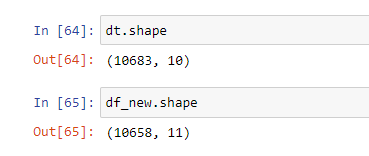 In [64]: dt.shape
Out[64]: (10683, 10)
In [65]: df_new.shape
Out[65]: (10658, 11)